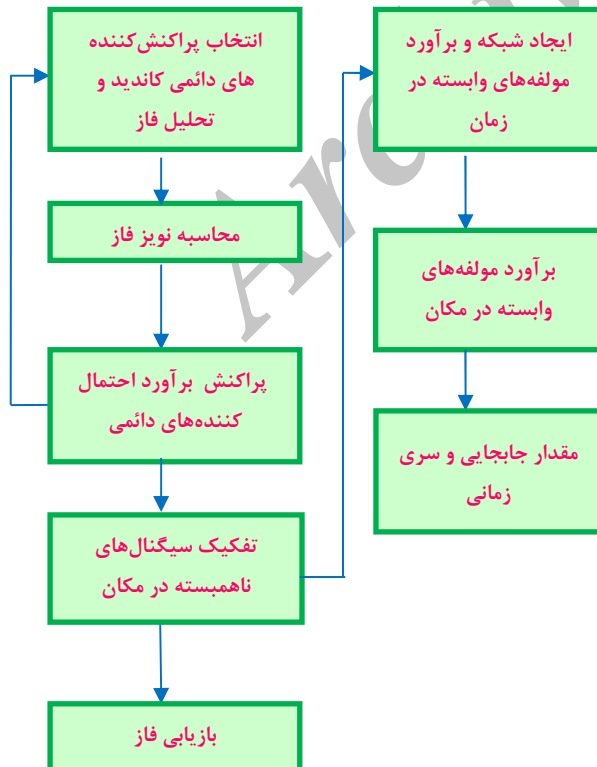 انتخاب پراکنش‌کننده
های دائمی کاندید و
تحلیل فاز
محاسبه نویز فاز
پراکنش برآورد احتمال
کننده‌های دائمی
تفکیک سیگنال‌های
ناهمبسته در مکان
بازیابی فاز
ایجاد شبکه و برآورد
مولفه‌های وابسته در
زمان
برآورد مولفه‌های
وابسته در مکان
مقدار جابجایی و سری
زمانی